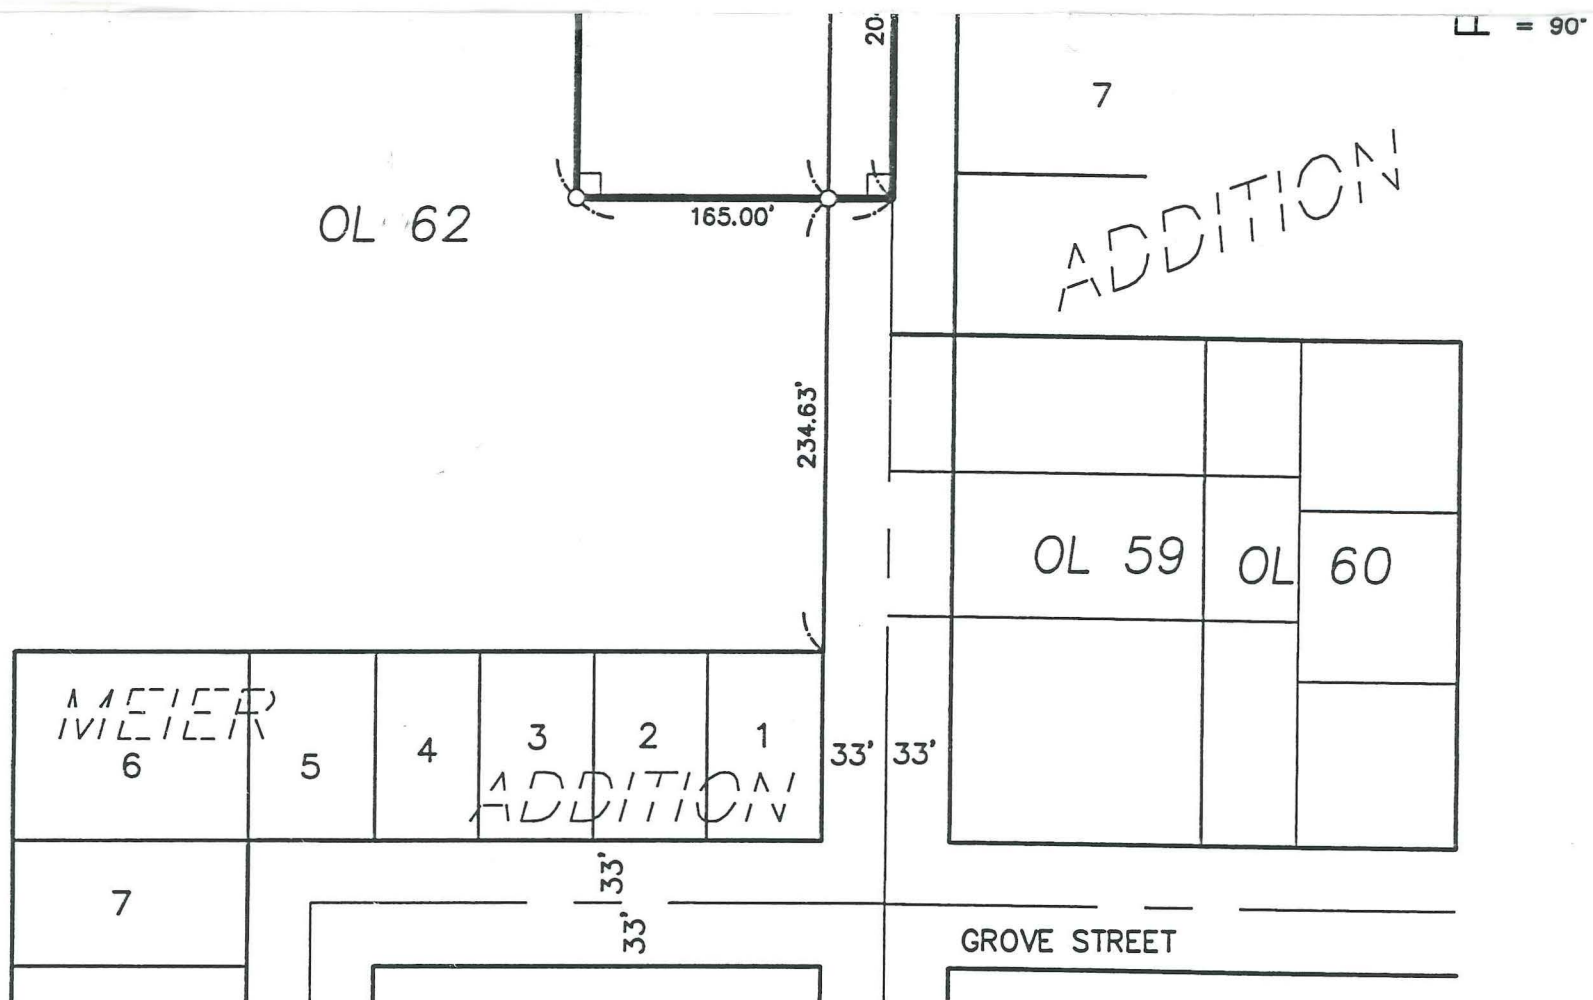 = 90°
20
7
ADDITION
OL 62
165.00'
234.63'
OL 59
OL 60
MEIER
ADDITION
6
5
4
3
2
1
33'
33'
7
33'
33'
GROVE STREET